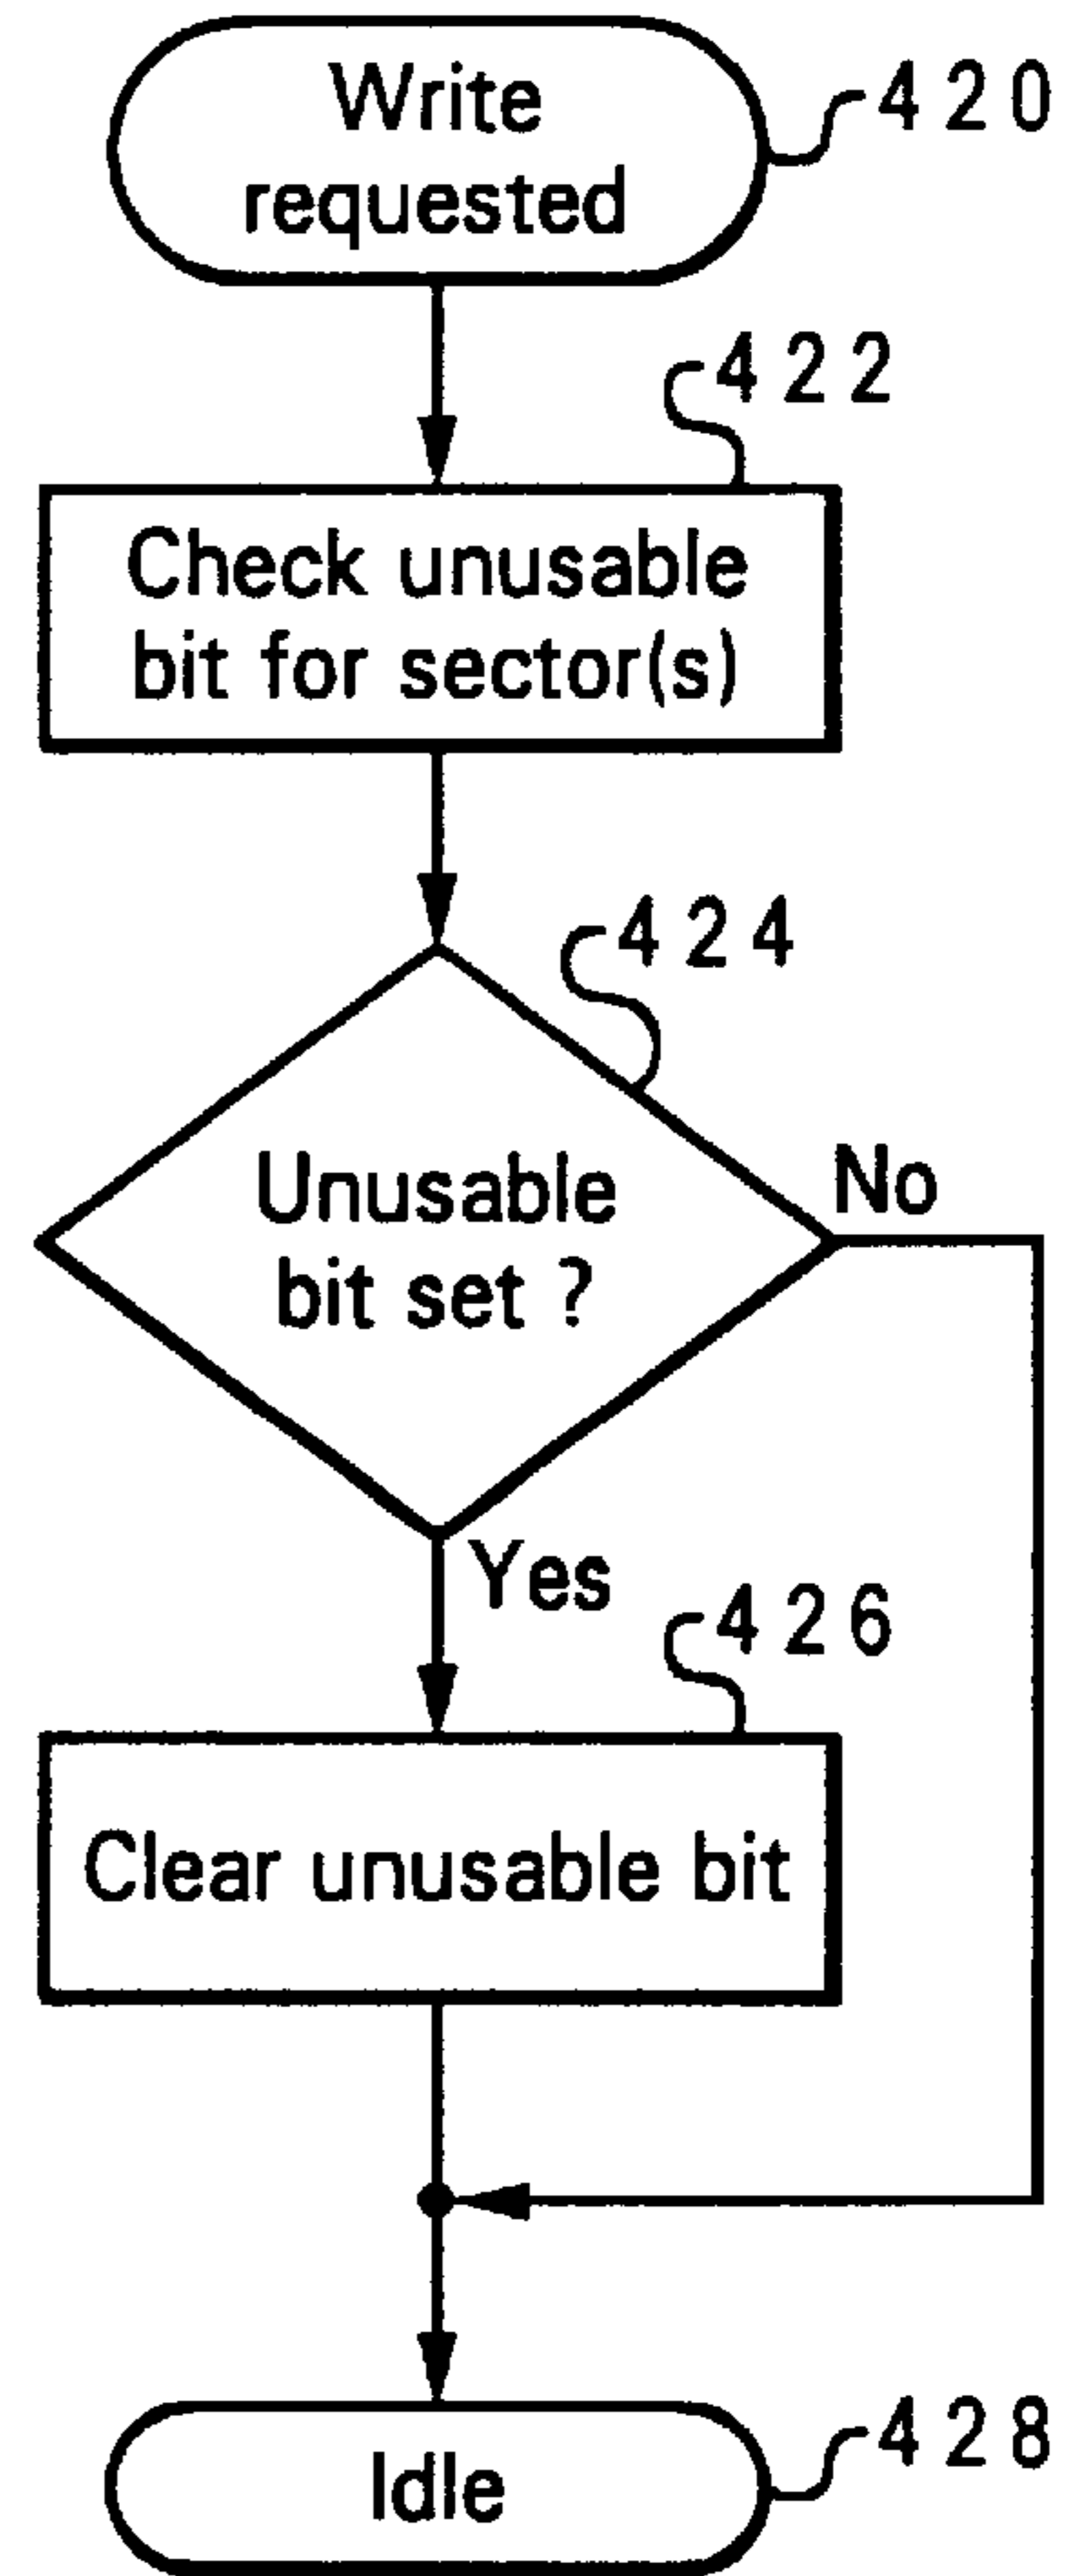 Write
requested
420
422
Check unusable
bit for sector(s)
424
Unusable
bit set ?
No
Yes
426
Clear unusable bit
Idle
428